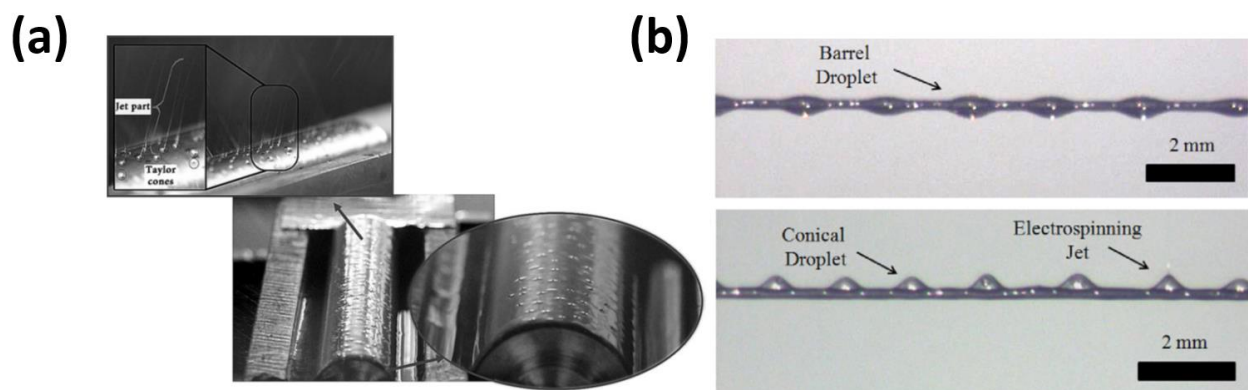 (a)
Jet part
Taylor
cones
(b)
Barrel
Droplet
2 mm
Conical
Droplet
Electrospinning
Jet
2 mm